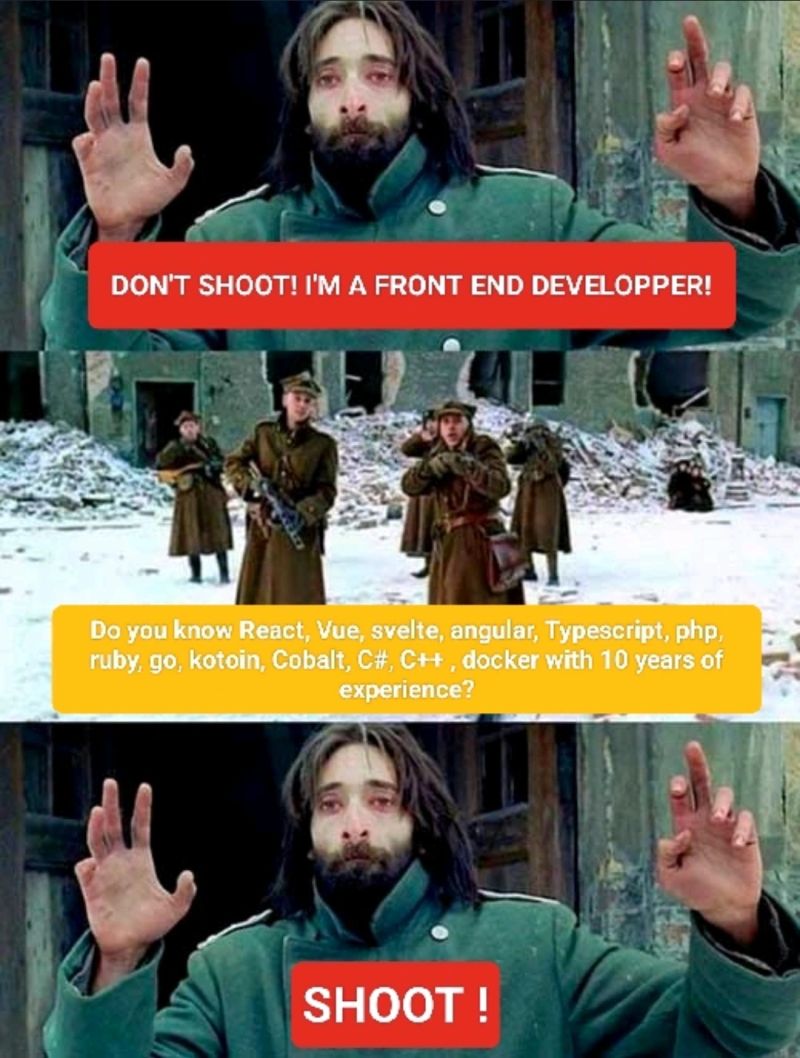 DON'T SHOOT! I'M A FRONT END DEVELOPPER!
Do you know React, Vue, svelte, angular, Typescript, php,
ruby, go, kotoin, Cobalt, C#, C++ , docker with 10 years of
experience?
SHOOT !